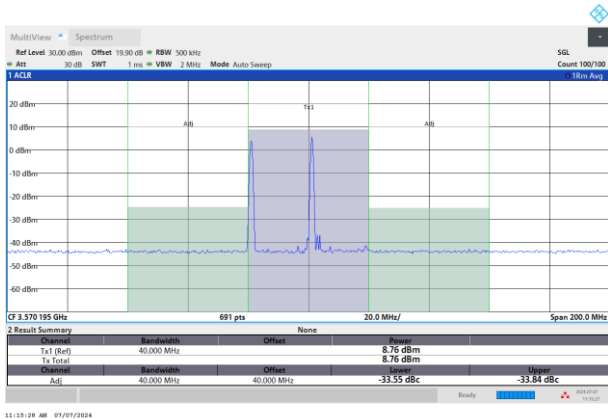 MultiView Spectrum
Ref Level 30.00 dBm Offset 19.90 dB RBW 500 kHz SGL
Att 30 dB SWT 1 ms VBW 2 MHz Mode Auto Sweep Count 100/100
1 ACLR 1Rm Avg
20 dBm
Tx1
10 dBm
Adj Adj
0 dBm
-10 dBm
-20 dBm
-30 dBm
-40 dBm
-50 dBm
-60 dBm
CF 3.570 195 GHz 691 pts 20.0 MHz/ Span 200.0 MHz
2 Result Summary None
Channel Bandwidth Offset Power
Tx1 (Ref) 40.000 MHz 8.76 dBm
Tx Total 8.76 dBm
Channel Bandwidth Offset Lower Upper
Adj 40.000 MHz 40.000 MHz -33.55 dBc -33.84 dBc
Ready 2024-07-07
11:15:27
11:15:28 AM 07/07/2024